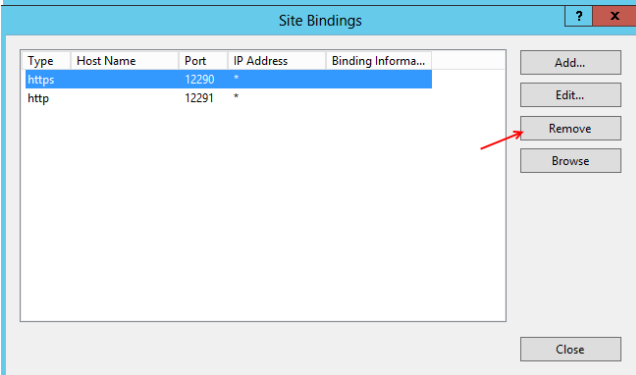 Site Bindings
? x
Type Host Name Port IP Address Binding Informa...
https 12290 *
http 12291 *
Add...
Edit...
Remove
Browse
Close